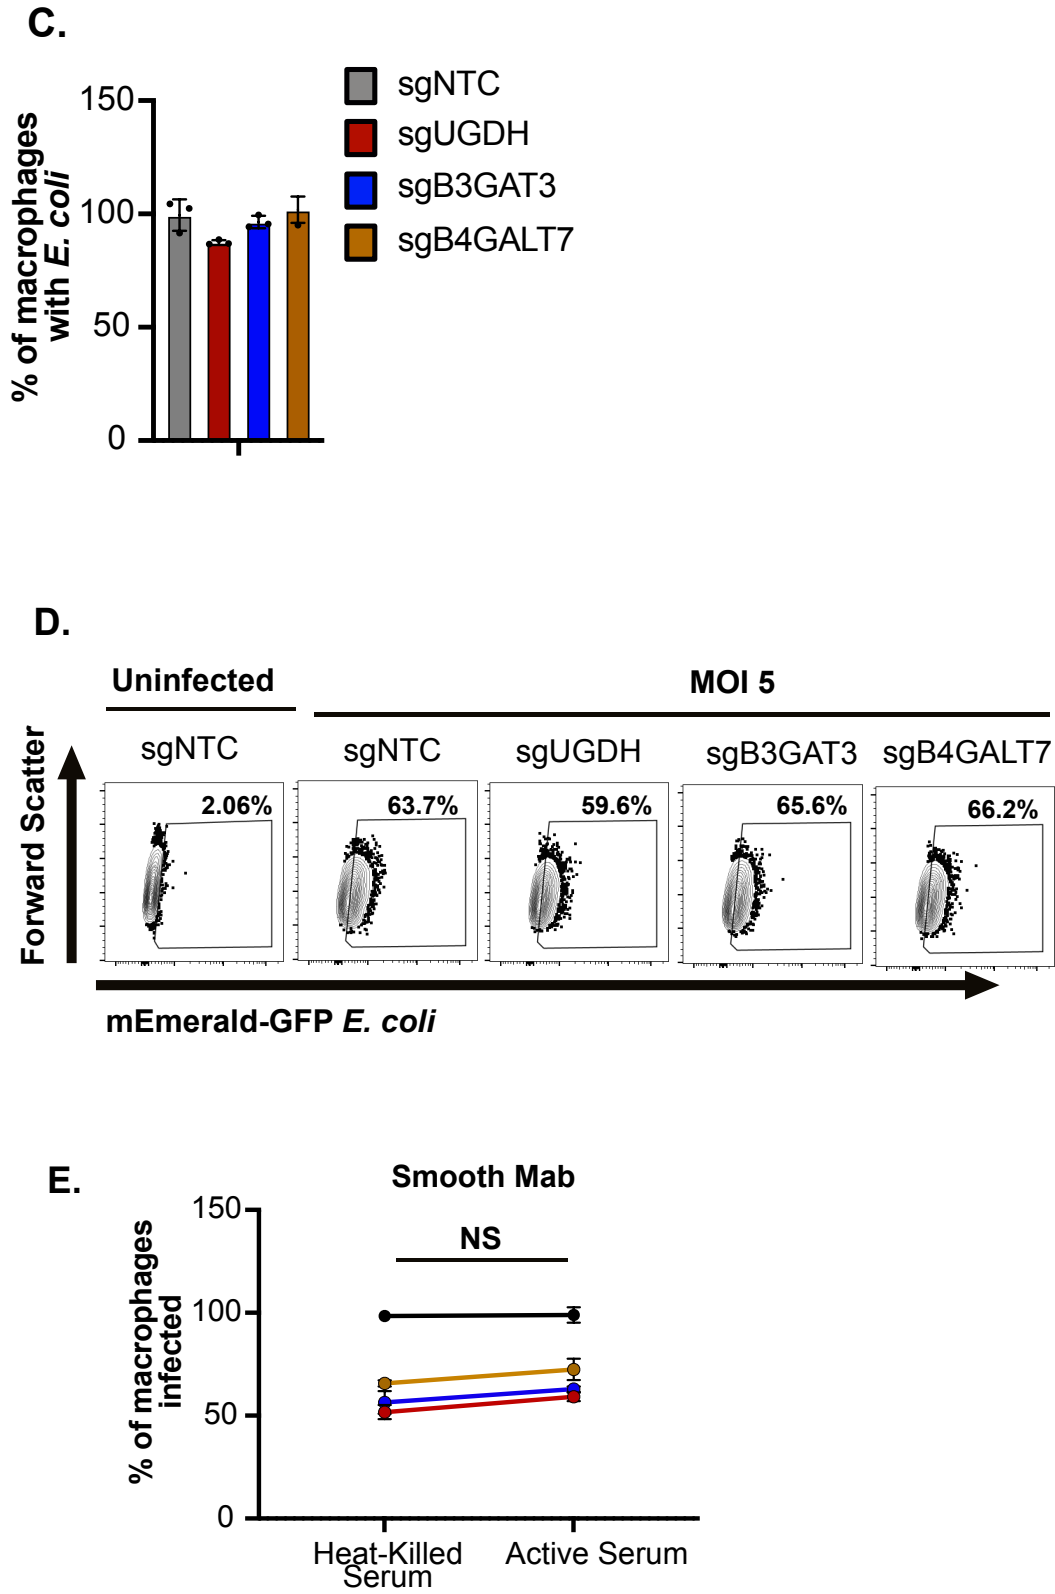 C.
% of macrophages
with E. coli
150
100
50
0
sgNTC
sgUGDH
sgB3GAT3
sgB4GALT7
D.
Uninfected
MOI 5
sgNTC
sgNTC
sgUGDH
sgB3GAT3
sgB4GALT7
Forward Scatter
2.06%
63.7%
59.6%
65.6%
66.2%
mEmerald-GFP E. coli
E.
Smooth Mab
% of macrophages
infected
150
100
50
0
NS
Heat-Killed
Serum
Active Serum